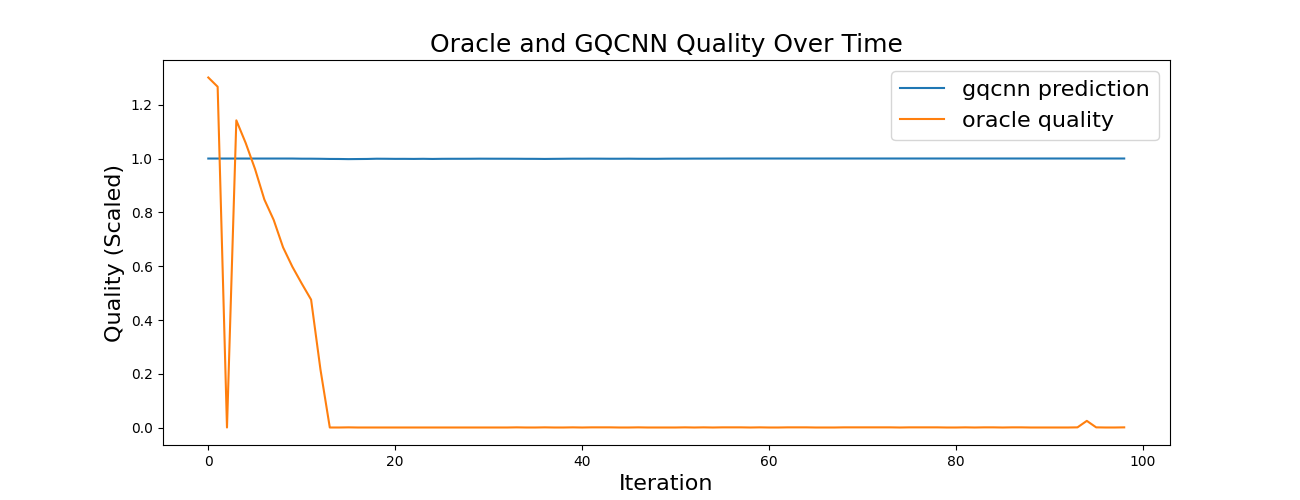 Oracle and GQCNN Quality Over Time
gqcnn prediction
oracle quality
Quality (Scaled)
1.2
1.0
0.8
0.6
0.4
0.2
0.0
0 20 40 60 80 100
Iteration